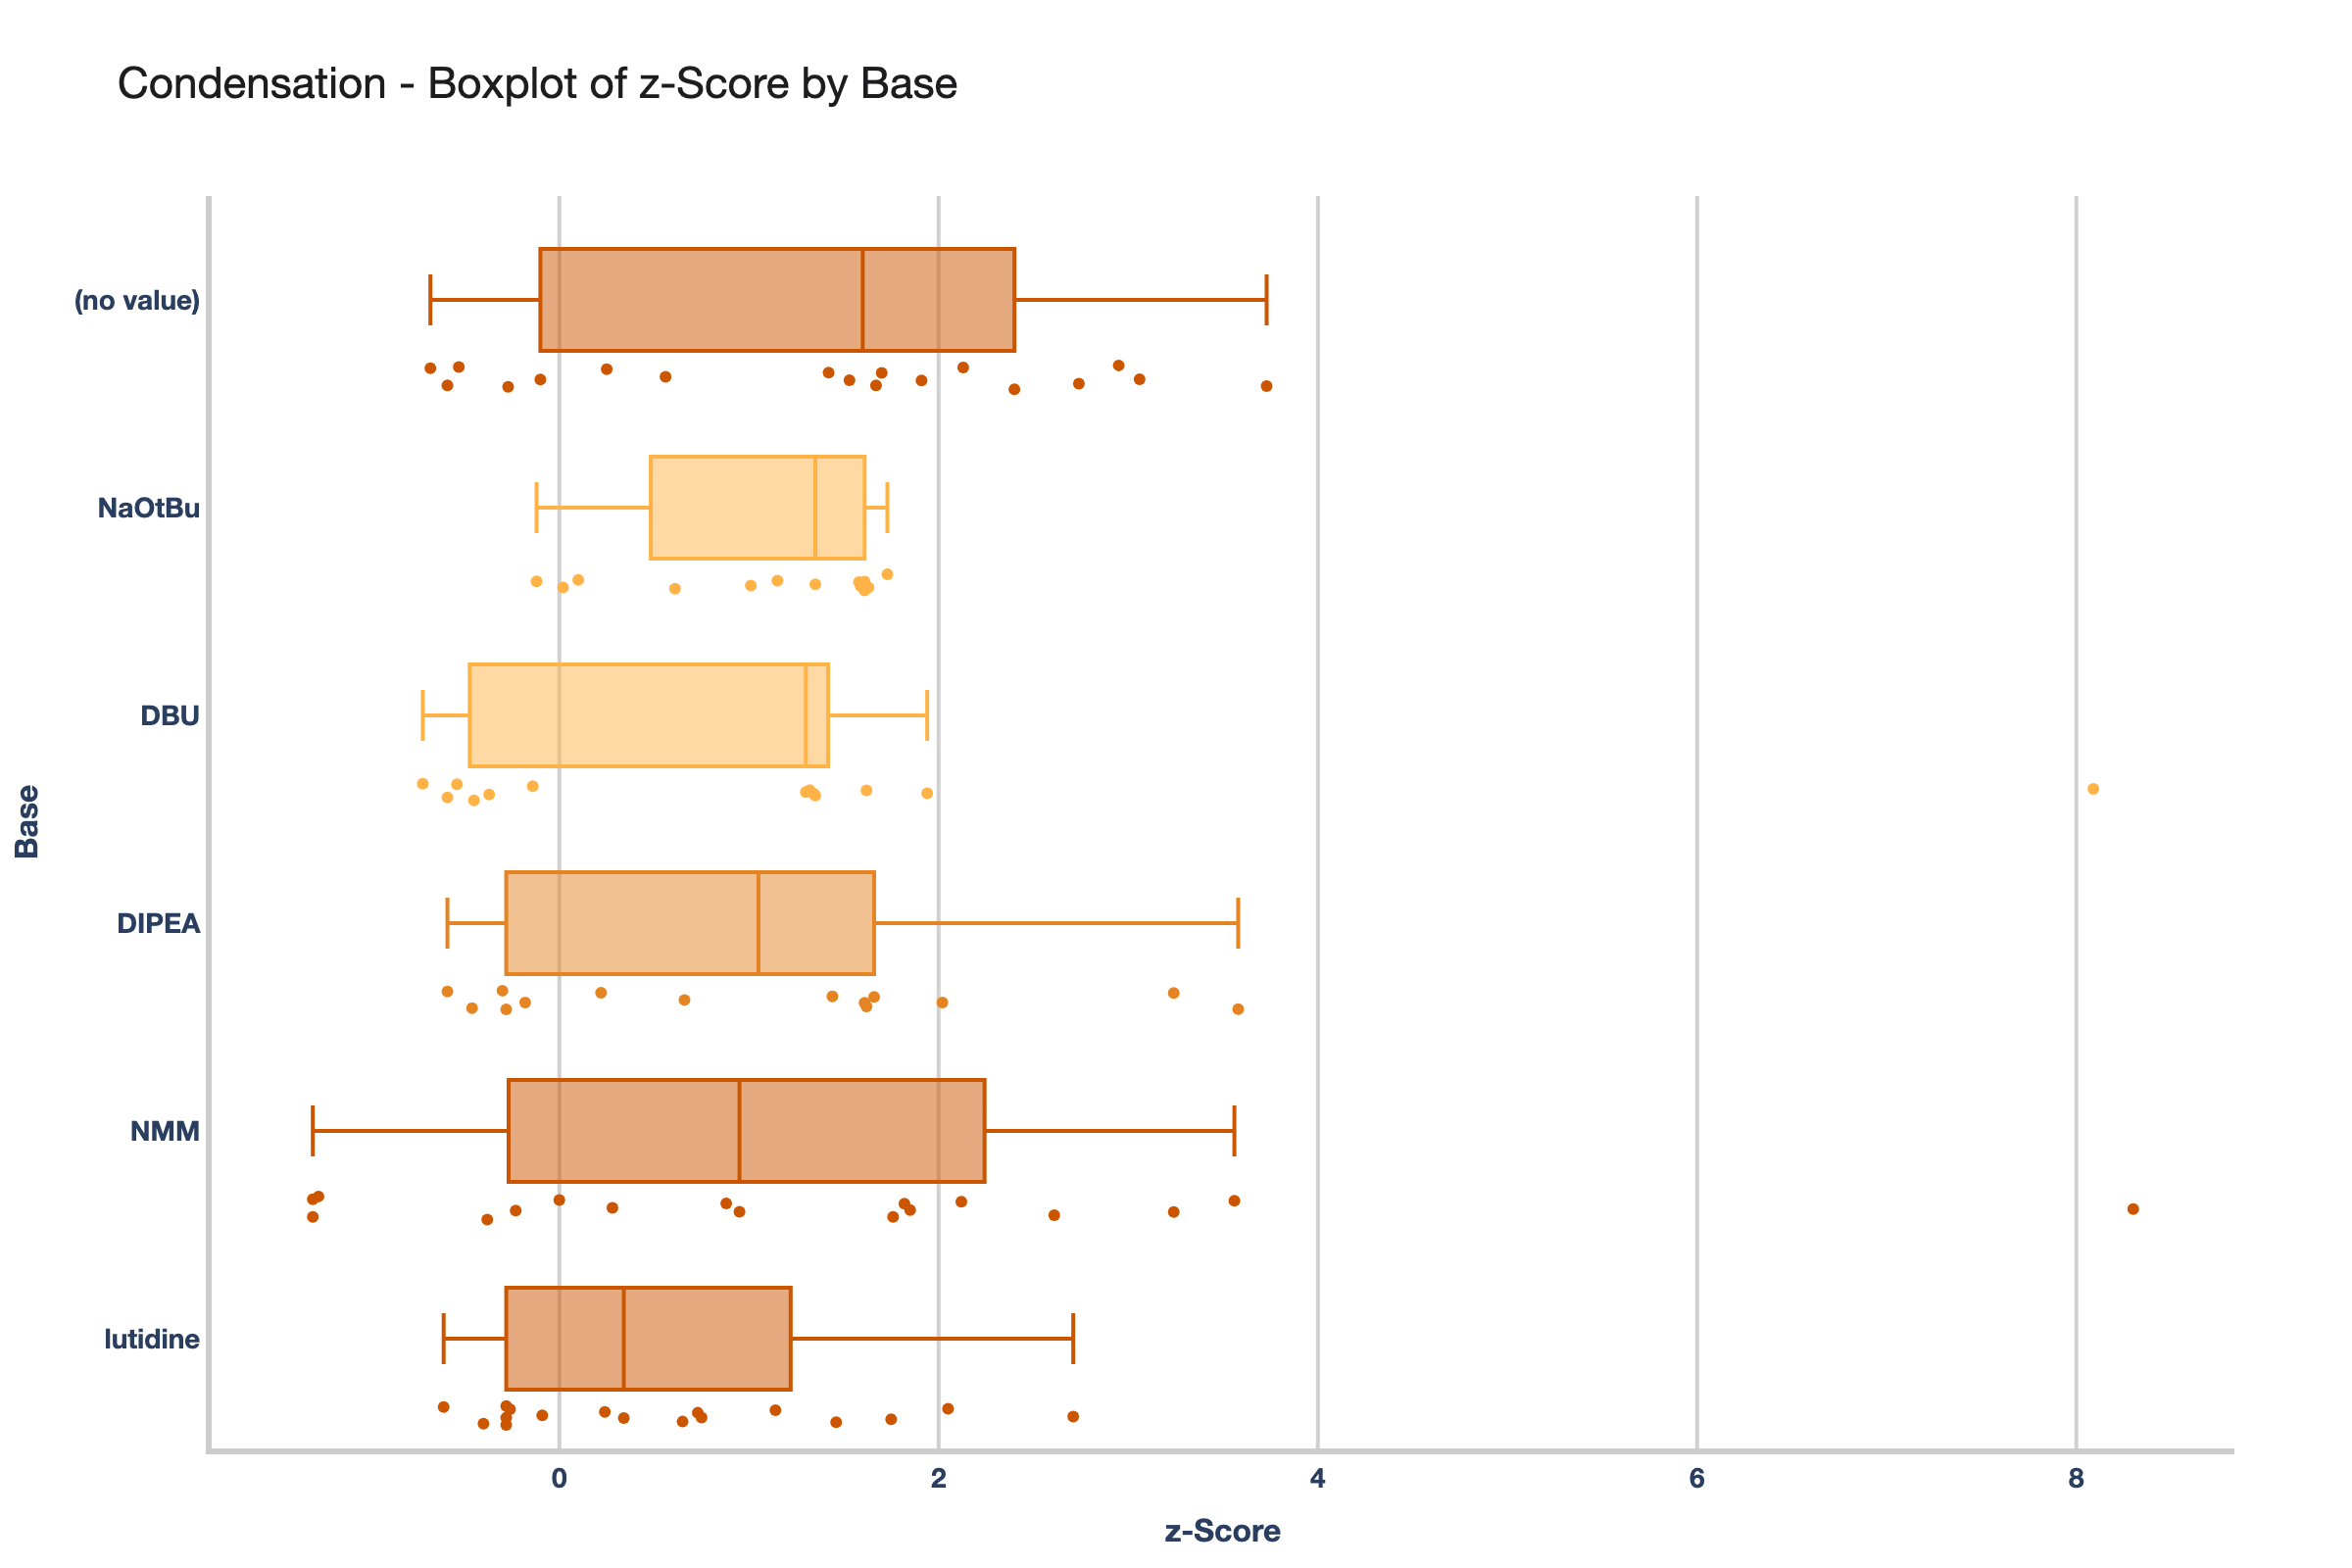 Condensation - Boxplot of z-Score by Base
(no value)
NaOtBu
DBU
DIPEA
NMM
lutidine
Base
0 2 4 6 8
z-Score